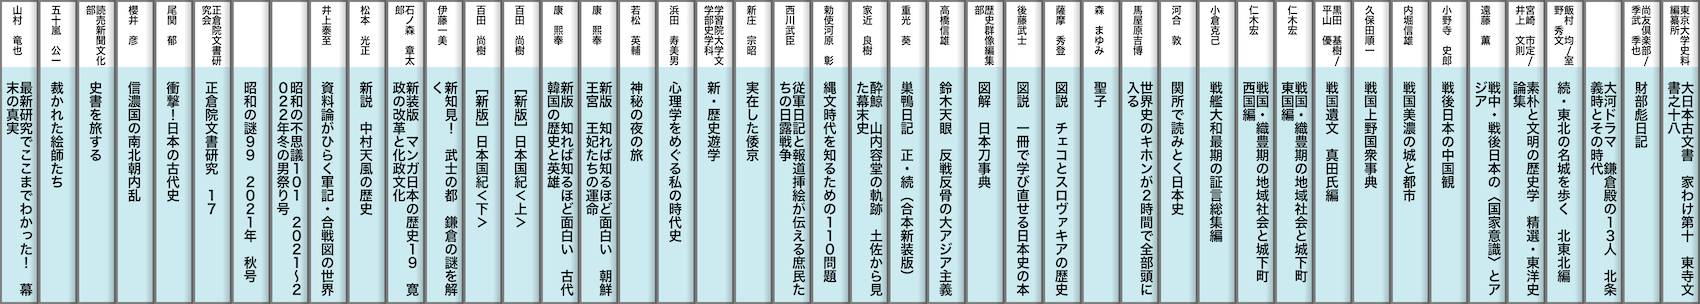 東京大学史料
編纂所
大日本古文書　家わけ第十　東寺文
書之十八
尚友倶楽部/
季武　季也
財部彪日記
大河ドラマ　鎌倉殿の13人　北条
義時とその時代
飯村　均/室
野　秀文
続・東北の名城を歩く　北東北編
宮崎　市定/
井上　文則
素朴と文明の歴史学　精選・東洋史
論集
遠藤　薫
戦中・戦後日本の〈国家意識〉とア
ジア
小野寺　史郎
戦後日本の中国観
内堀信雄
戦国美濃の城と都市
久保田順一
戦国上野国衆事典
黒田　基樹/
平山　優
戦国遺文　真田氏編
仁木宏
戦国・織豊期の地域社会と城下町
東国編
仁木宏
戦国・織豊期の地域社会と城下町
西国編
小倉克己
戦艦大和最期の証言総集編
河合　敦
関所で読みとく日本史
馬屋原吉博
世界史のキホンが2時間で全部頭に
入る
森　まゆみ
聖子
薩摩　秀登
図説　チェコとスロヴァキアの歴史
後藤武士
図説　一冊で学び直せる日本史の本
歴史群像編集
部
図解　日本刀事典
高橋信雄
鈴木天眼　反戦反骨の大アジア主義
重光　葵
巣鴨日記　正・続（合本新装版）
家近　良樹
酔鯨　山内容堂の軌跡　土佐から見
た幕末史
勅使河原　彰
縄文時代を知るための110問題
西川武臣
従軍日記と報道挿絵が伝える庶民た
ちの日露戦争
新庄　宗昭
実在した倭京
学習院大学文
学部史学科
新・歴史遊学
浜田　寿美男
心理学をめぐる私の時代史
若松　英輔
神秘の夜の旅
康　熙奉
新版　知れば知るほど面白い　朝鮮
王宮　王妃たちの運命
康　熙奉
新版　知れば知るほど面白い　古代
韓国の歴史と英雄
百田　尚樹
［新版］日本国紀＜上＞
百田　尚樹
［新版］日本国紀＜下＞
伊藤一美
新知見！　武士の都　鎌倉の謎を解
く
石ノ森　章太
郎
新装版　マンガ日本の歴史19　寛
政の改革と化政文化
松本　光正
新説　中村天風の歴史
井上泰至
資料論がひらく軍記・合戦図の世界
昭和の不思議101　2021〜2
022年冬の男祭り号
昭和の謎99　2021年　秋号
正倉院文書研
究会
正倉院文書研究　17
尾関　郁
衝撃！日本の古代史
櫻井　彦
信濃国の南北朝内乱
読売新聞文化
部
史書を旅する
五十嵐　公一
裁かれた絵師たち
山村　竜也
最新研究でここまでわかった！　幕
末の真実